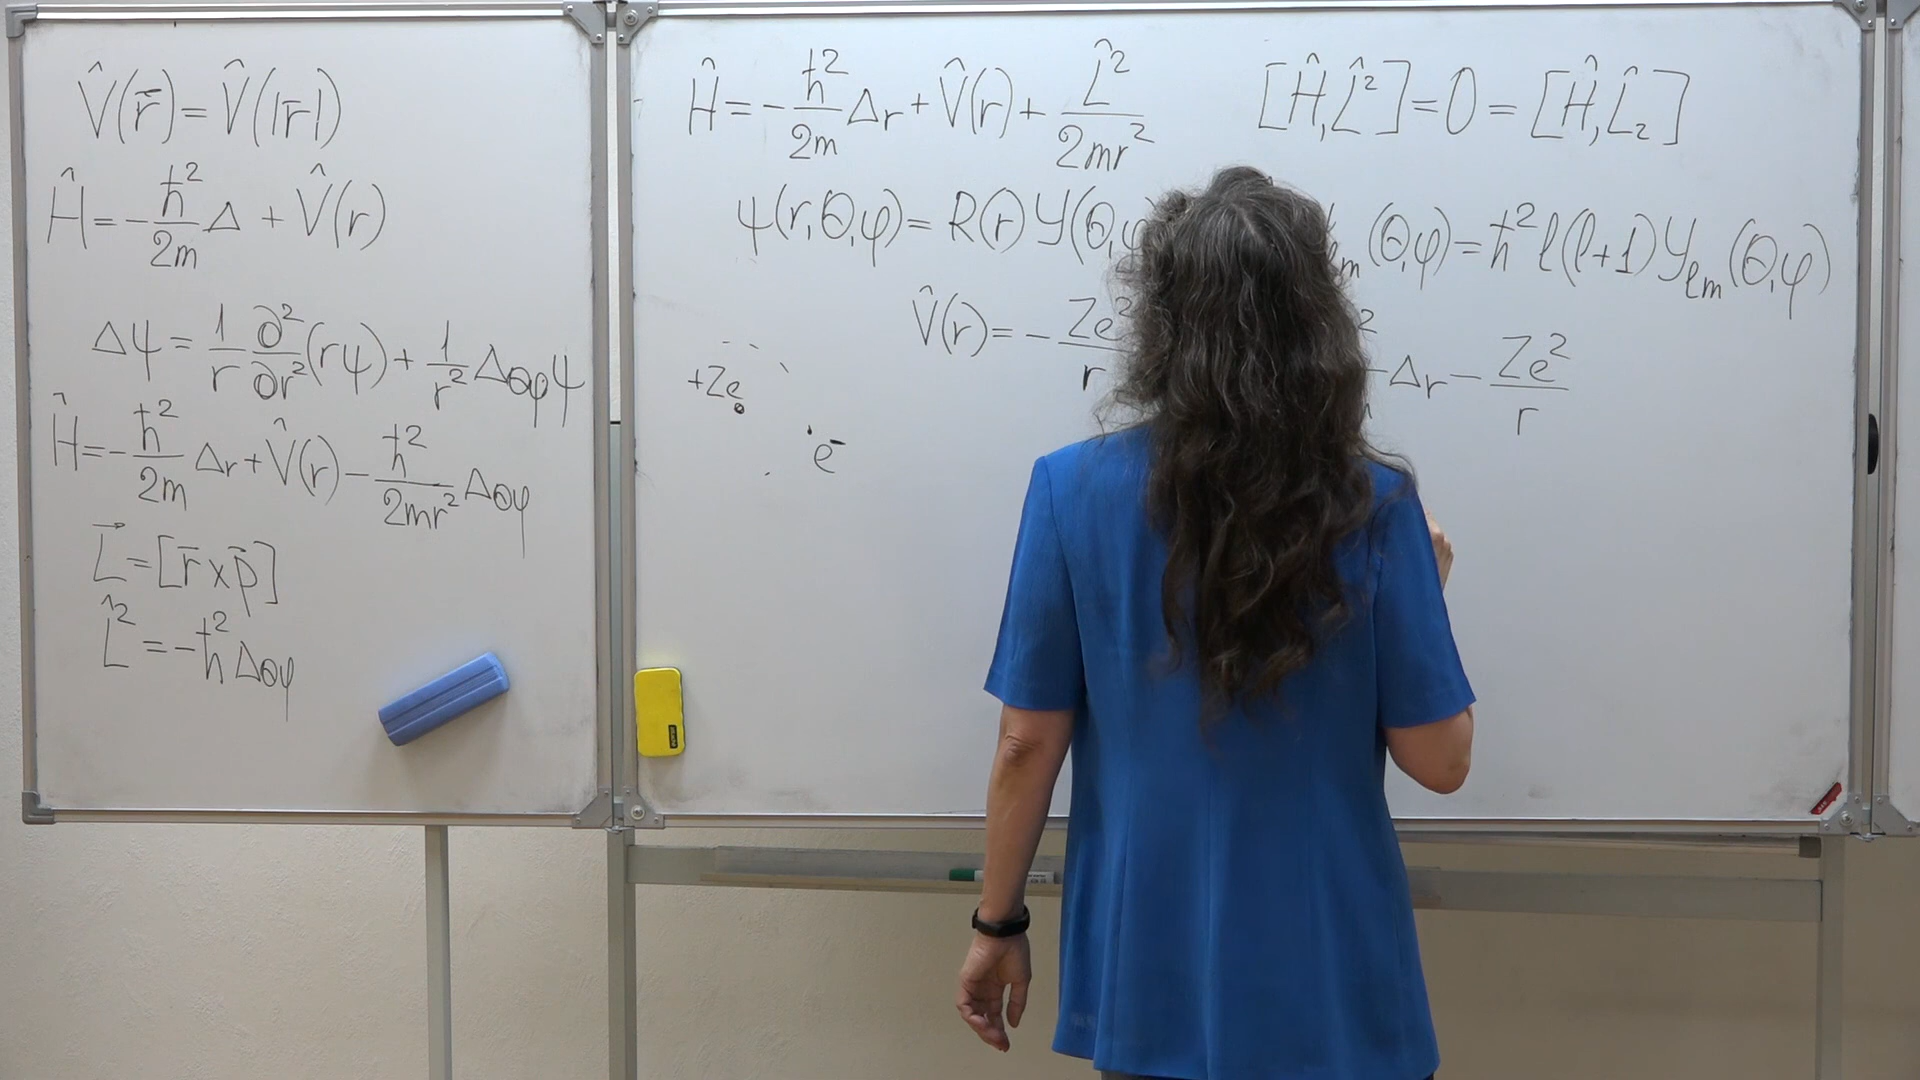 V̂(r̄) = V̂(|r̄|)
Ĥ = -ħ²/2m Δ + V̂(r)
Δψ = 1/r ∂²/∂r² (rψ) + 1/r² Δθφ ψ
Ĥ = -ħ²/2m Δr + V̂(r) - ħ²/2mr² Δθφ
L⃗ = [r̄ × p̄]
L̂² = -ħ² Δθφ
Ĥ = -ħ²/2m Δr + V̂(r) + L̂²/2mr²
[Ĥ, L̂²] = 0 = [Ĥ, L̂z]
ψ(r,θ,φ) = R(r) Y(θ,φ
lm (θ,φ) = ħ² l(l+1) Ylm (θ,φ)
V̂(r) = - Ze²/r
Δr - Ze²/r
+Ze
e⁻